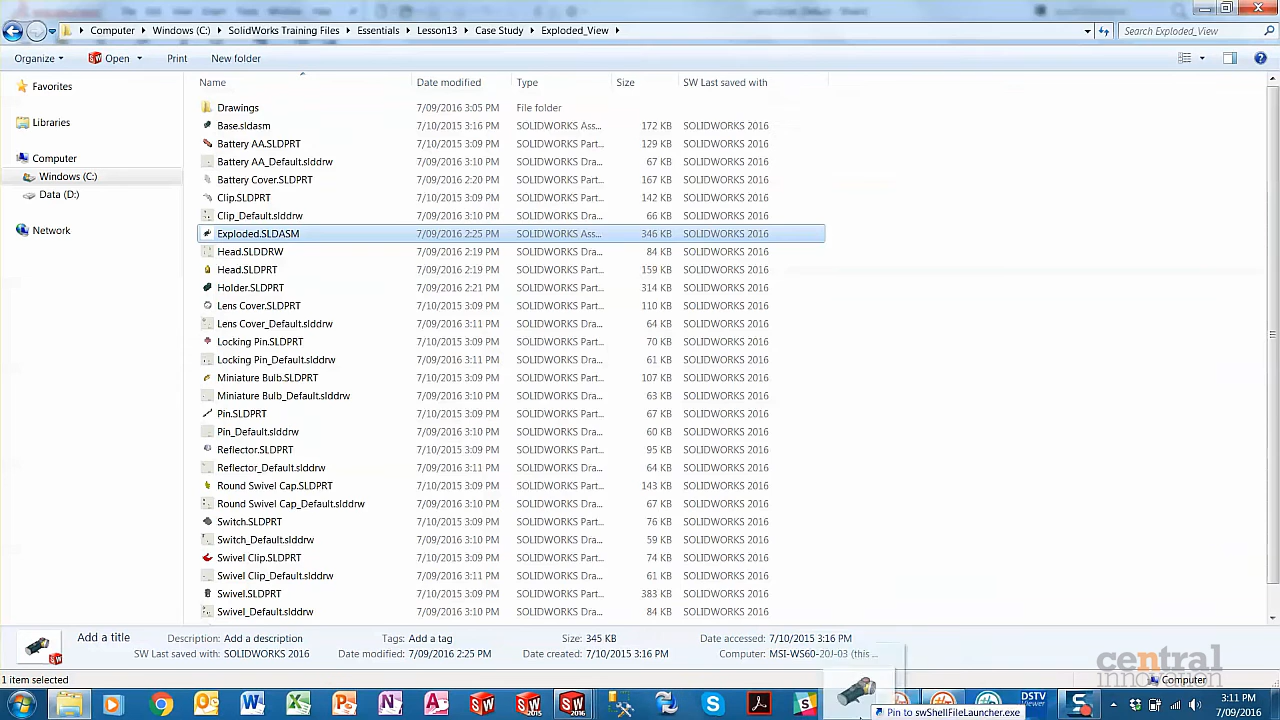 Computer Windows (C:) SolidWorks Training Files Essentials Lesson13 Case Study Exploded_View Search Exploded_View
Organize Open Print New folder
Name Date modified Type Size SW Last saved with
Favorites
Libraries
Computer
Windows (C:)
Data (D:)
Network
Drawings 7/09/2016 3:05 PM File folder
Base.sldasm 7/10/2015 3:16 PM SOLIDWORKS Ass... 172 KB SOLIDWORKS 2016
Battery AA.SLDPRT 7/10/2015 3:09 PM SOLIDWORKS Part... 129 KB SOLIDWORKS 2016
Battery AA_Default.slddrw 7/09/2016 3:10 PM SOLIDWORKS Dra... 67 KB SOLIDWORKS 2016
Battery Cover.SLDPRT 7/09/2016 2:20 PM SOLIDWORKS Part... 167 KB SOLIDWORKS 2016
Clip.SLDPRT 7/10/2015 3:09 PM SOLIDWORKS Part... 142 KB SOLIDWORKS 2016
Clip_Default.slddrw 7/09/2016 3:10 PM SOLIDWORKS Dra... 66 KB SOLIDWORKS 2016
Exploded.SLDASM 7/09/2016 2:25 PM SOLIDWORKS Ass... 346 KB SOLIDWORKS 2016
Head.SLDDRW 7/09/2016 2:19 PM SOLIDWORKS Dra... 84 KB SOLIDWORKS 2016
Head.SLDPRT 7/09/2016 2:19 PM SOLIDWORKS Part... 159 KB SOLIDWORKS 2016
Holder.SLDPRT 7/09/2016 2:21 PM SOLIDWORKS Part... 314 KB SOLIDWORKS 2016
Lens Cover.SLDPRT 7/10/2015 3:09 PM SOLIDWORKS Part... 110 KB SOLIDWORKS 2016
Lens Cover_Default.slddrw 7/09/2016 3:11 PM SOLIDWORKS Dra... 64 KB SOLIDWORKS 2016
Locking Pin.SLDPRT 7/10/2015 3:09 PM SOLIDWORKS Part... 70 KB SOLIDWORKS 2016
Locking Pin_Default.slddrw 7/09/2016 3:11 PM SOLIDWORKS Dra... 61 KB SOLIDWORKS 2016
Miniature Bulb.SLDPRT 7/10/2015 3:09 PM SOLIDWORKS Part... 107 KB SOLIDWORKS 2016
Miniature Bulb_Default.slddrw 7/09/2016 3:10 PM SOLIDWORKS Dra... 63 KB SOLIDWORKS 2016
Pin.SLDPRT 7/10/2015 3:09 PM SOLIDWORKS Part... 67 KB SOLIDWORKS 2016
Pin_Default.slddrw 7/09/2016 3:10 PM SOLIDWORKS Dra... 60 KB SOLIDWORKS 2016
Reflector.SLDPRT 7/10/2015 3:09 PM SOLIDWORKS Part... 95 KB SOLIDWORKS 2016
Reflector_Default.slddrw 7/09/2016 3:11 PM SOLIDWORKS Dra... 64 KB SOLIDWORKS 2016
Round Swivel Cap.SLDPRT 7/10/2015 3:09 PM SOLIDWORKS Part... 143 KB SOLIDWORKS 2016
Round Swivel Cap_Default.slddrw 7/09/2016 3:10 PM SOLIDWORKS Dra... 67 KB SOLIDWORKS 2016
Switch.SLDPRT 7/10/2015 3:09 PM SOLIDWORKS Part... 76 KB SOLIDWORKS 2016
Switch_Default.slddrw 7/09/2016 3:10 PM SOLIDWORKS Dra... 59 KB SOLIDWORKS 2016
Swivel Clip.SLDPRT 7/10/2015 3:09 PM SOLIDWORKS Part... 74 KB SOLIDWORKS 2016
Swivel Clip_Default.slddrw 7/09/2016 3:11 PM SOLIDWORKS Dra... 61 KB SOLIDWORKS 2016
Swivel.SLDPRT 7/10/2015 3:09 PM SOLIDWORKS Part... 383 KB SOLIDWORKS 2016
Swivel_Default.slddrw 7/09/2016 3:10 PM SOLIDWORKS Dra... 84 KB SOLIDWORKS 2016
Add a title Description: Add a description Tags: Add a tag Size: 345 KB Date accessed: 7/10/2015 3:16 PM
SW Last saved with: SOLIDWORKS 2016 Date modified: 7/09/2016 2:25 PM Date created: 7/10/2015 3:16 PM Computer: MSI-WS60-20J-03 (this ...
central
innovation
1 item selected Computer
DSTV
Viewer
3:11 PM
Pin to swShellFileLauncher.exe
7/09/2016